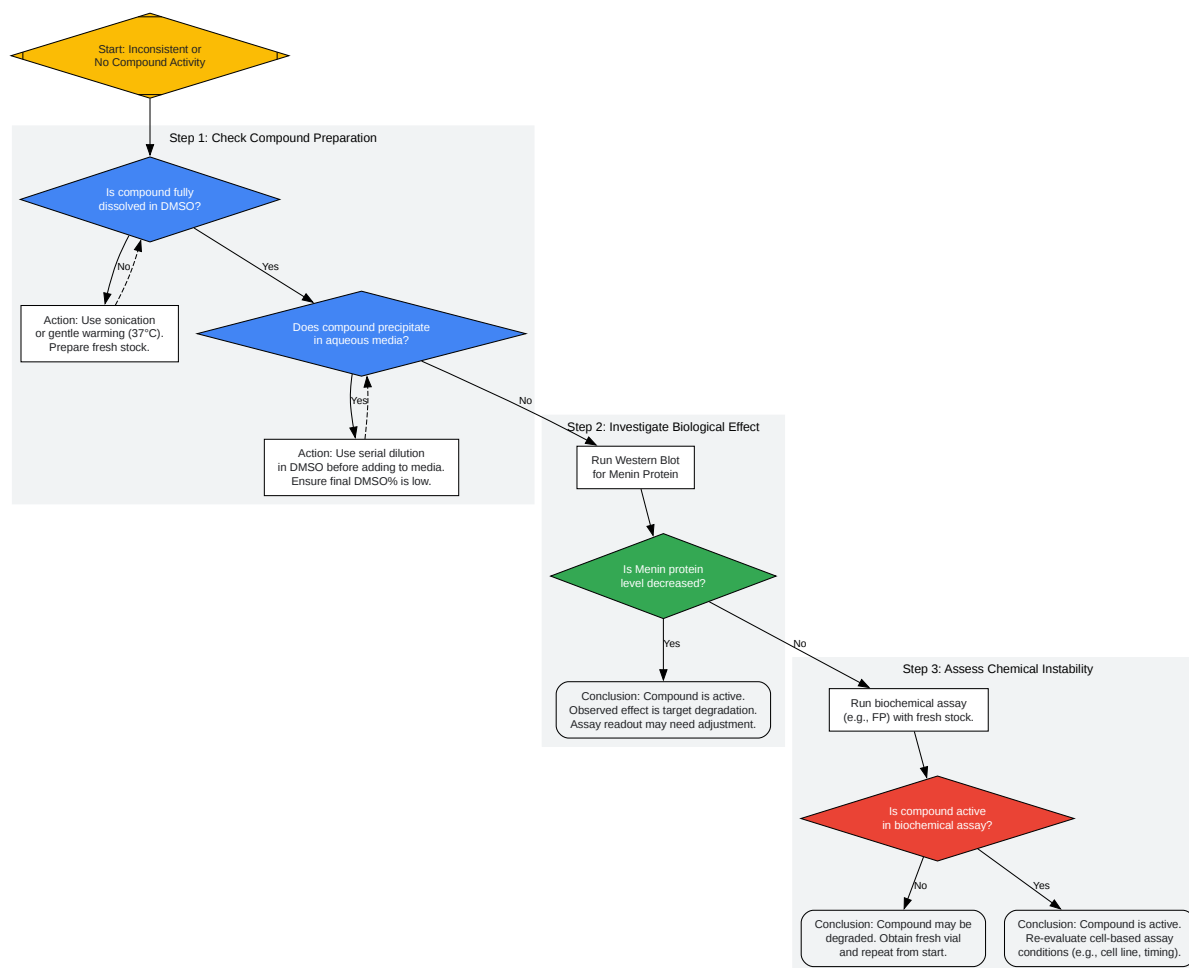 Start: Inconsistent or
No Compound Activity
Step 1: Check Compound Preparation
Is compound fully
dissolved in DMSO?
No
Yes
Action: Use sonication
or gentle warming (37°C).
Prepare fresh stock.
Does compound precipitate
in aqueous media?
Yes
No
Action: Use serial dilution
in DMSO before adding to media.
Ensure final DMSO% is low.
Step 2: Investigate Biological Effect
Run Western Blot
for Menin Protein
Is Menin protein
level decreased?
Yes
No
Conclusion: Compound is active.
Observed effect is target degradation.
Assay readout may need adjustment.
Step 3: Assess Chemical Instability
Run biochemical assay
(e.g., FP) with fresh stock.
Is compound active
in biochemical assay?
No
Yes
Conclusion: Compound may be
degraded. Obtain fresh vial
and repeat from start.
Conclusion: Compound is active.
Re-evaluate cell-based assay
conditions (e.g., cell line, timing).